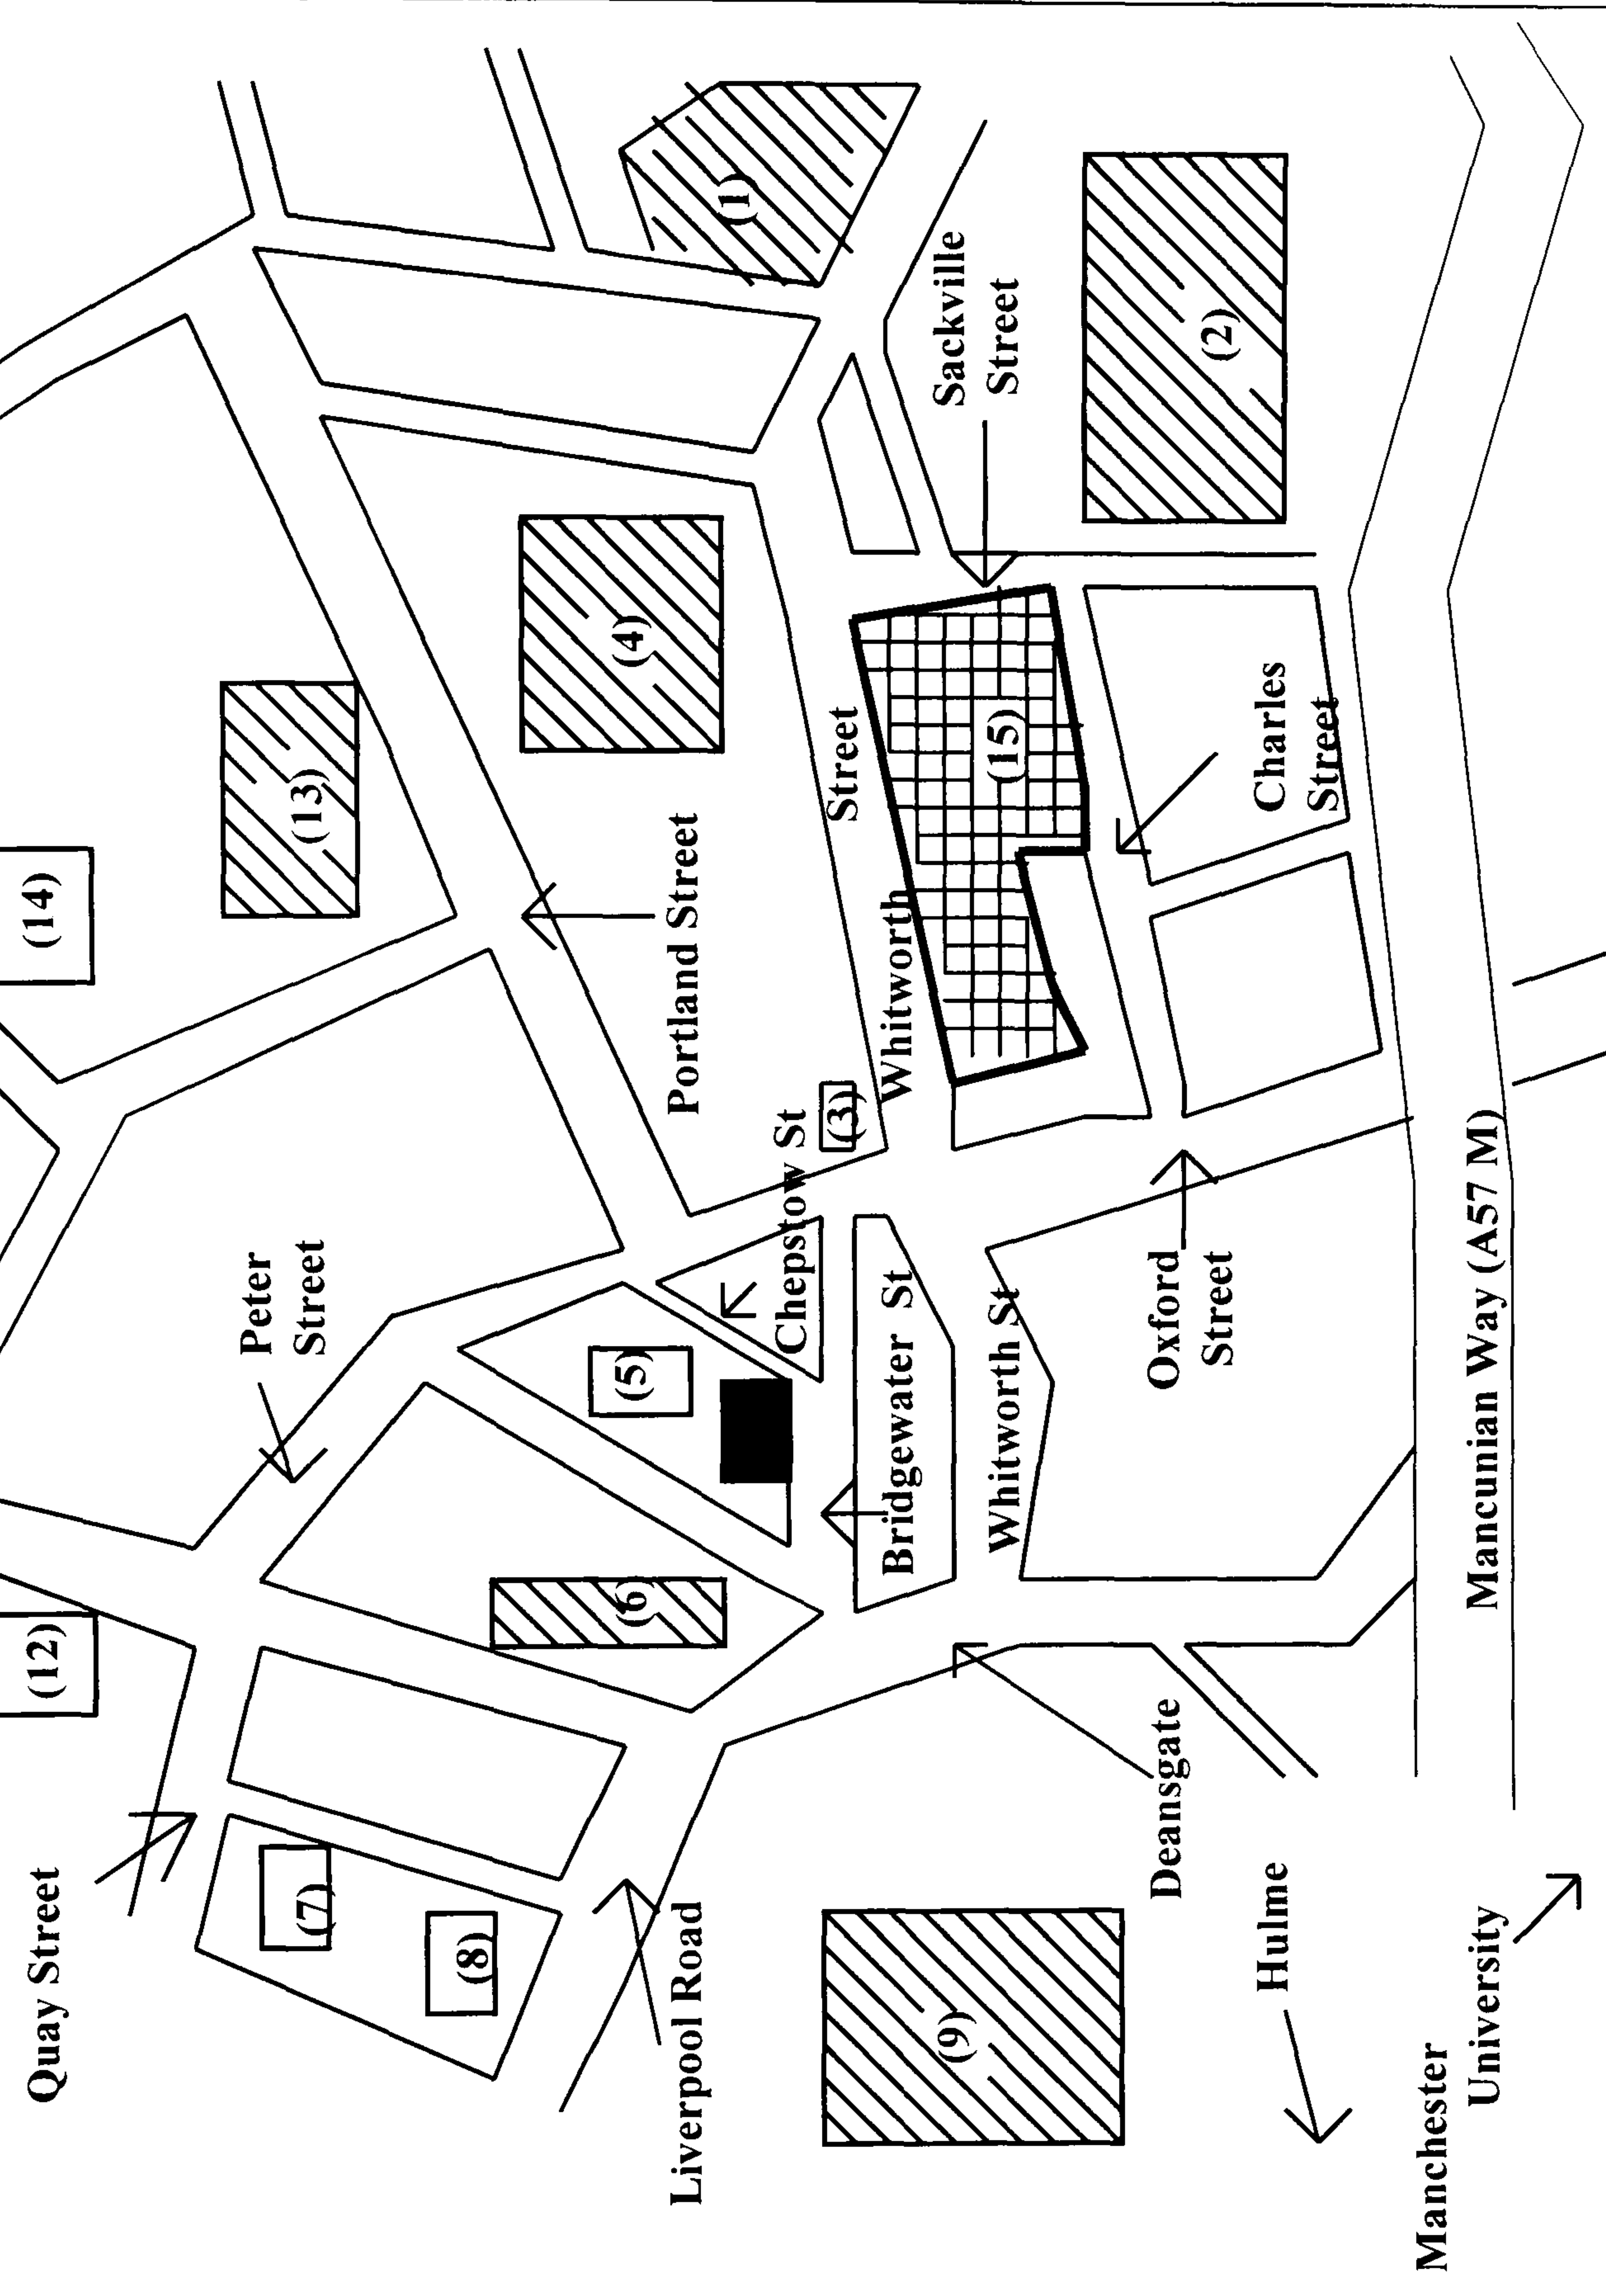 Quay Street
(12)
(14)
Peter
Street
(7)
(13)
(8)
(6)
(5)
(4)
Liverpool Road
Portland Street
(1)
Chepstow St
(3)
Whitworth
Street
Bridgewater St
(9)
Sackville
Street
Whitworth St
(15)
Deansgate
Oxford
Street
(2)
Hulme
Charles
Street
Manchester
University
Mancunian Way (A57 M)